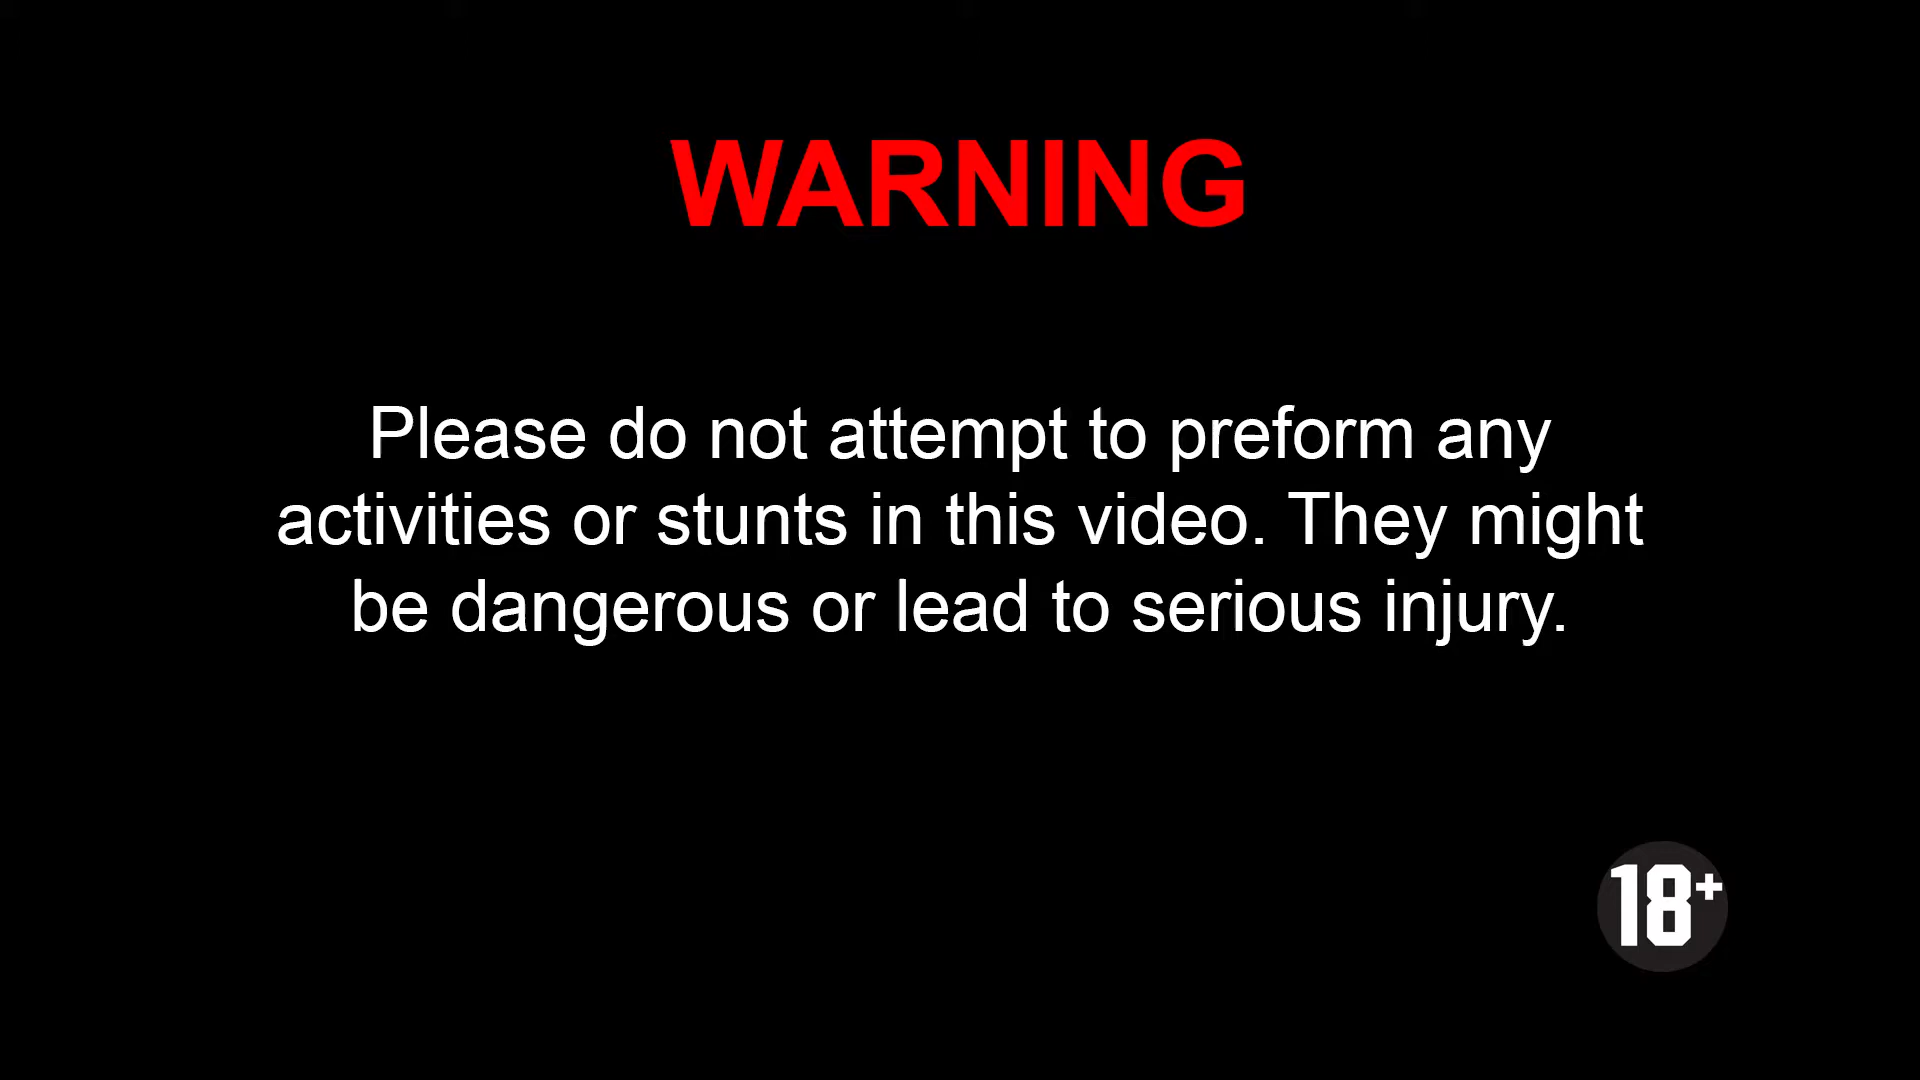 WARNING
Please do not attempt to preform any
activities or stunts in this video. They might
be dangerous or lead to serious injury.
18+